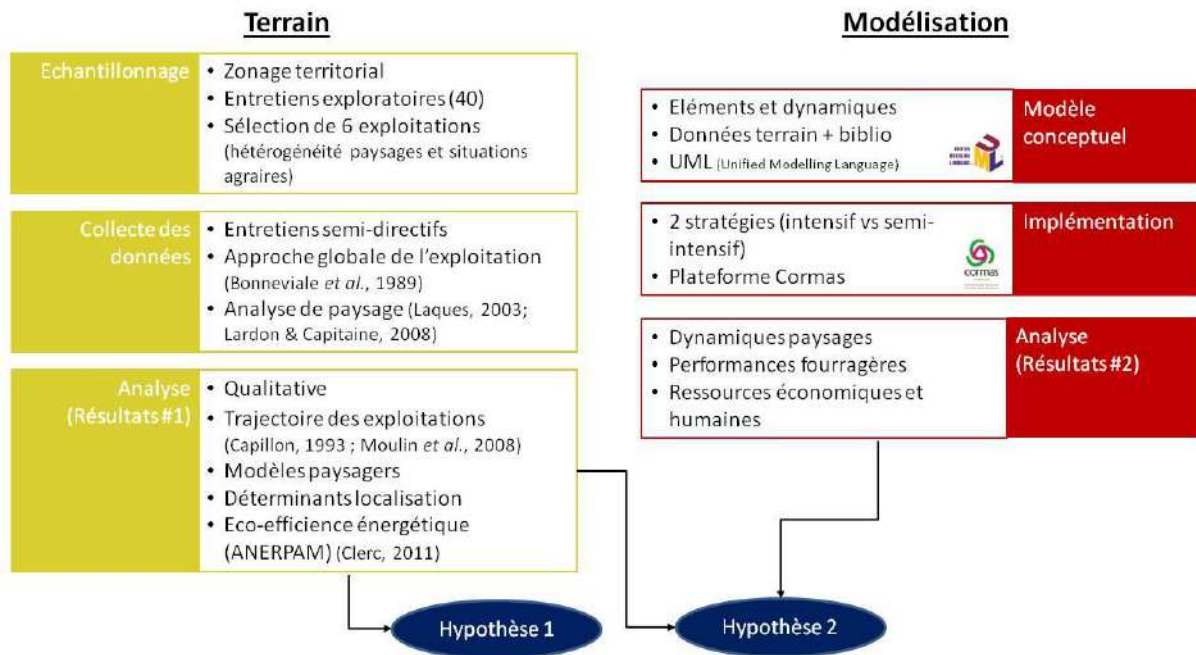 Terrain
Echantillonnage
• Zonage territorial
• Entretiens exploratoires (40)
• Sélection de 6 exploitations
(hétérogénéité paysages et situations
agraires)
Collecte des
données
• Entretiens semi-directifs
• Approche globale de l'exploitation
(Bonneviale et al., 1989)
• Analyse de paysage (Laques, 2003;
Lardon & Capitaine, 2008)
Analyse
(Résultats #1)
• Qualitative
• Trajectoire des exploitations
(Capillon, 1993 ; Moulin et al., 2008)
• Modèles paysagers
• Déterminants localisation
• Eco-efficience énergétique
(ANERPAM) (Clerc, 2011)
Modélisation
• Eléments et dynamiques
• Données terrain + biblio
• UML (Unified Modelling Language)
UML
Modèle
conceptuel
• 2 stratégies (intensif vs semi-
intensif)
• Plateforme Cormas
cormas
Implémentation
• Dynamiques paysages
• Performances fourragères
• Ressources économiques et
humaines
Analyse
(Résultats #2)
Hypothèse 1
Hypothèse 2